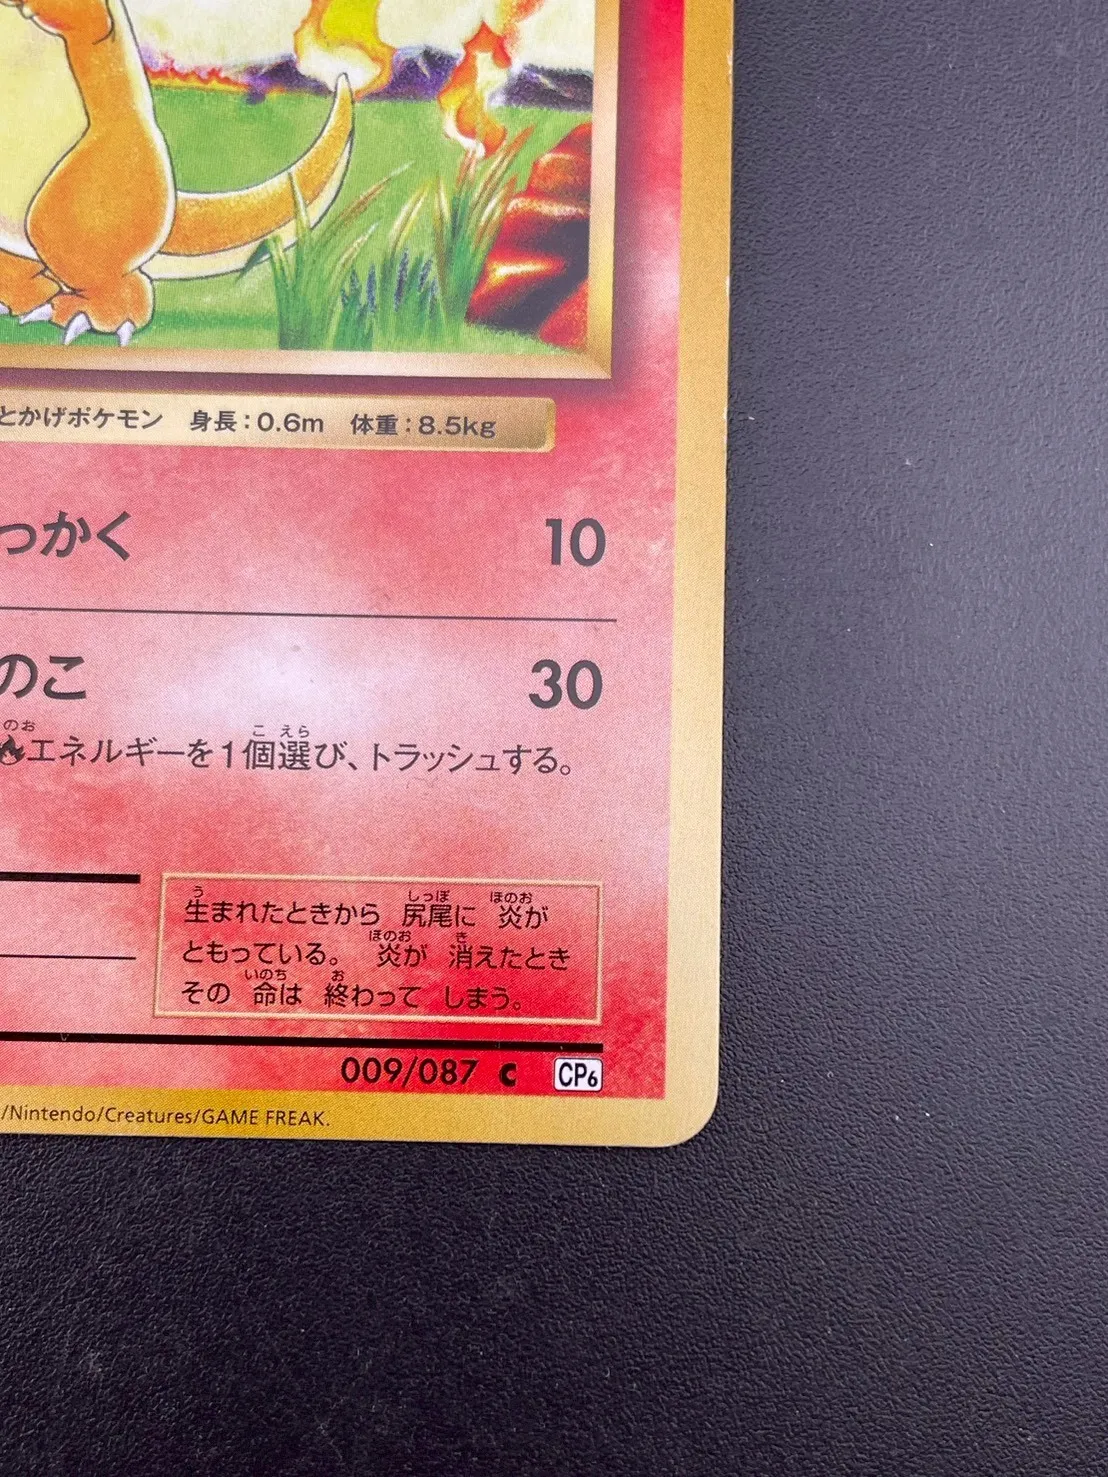 とかげポケモン 身長：0.6m 体重：8.5kg
っかく 10
のこ 30
のお こ えら
エネルギーを1個選び、トラッシュする。
う しっぽ ほのお
生まれたときから 尻尾に 炎が
ほのお き
ともっている。 炎が 消えたとき
いのち お
その 命は 終わって しまう。
009/087 C CP6
/Nintendo/Creatures/GAME FREAK.